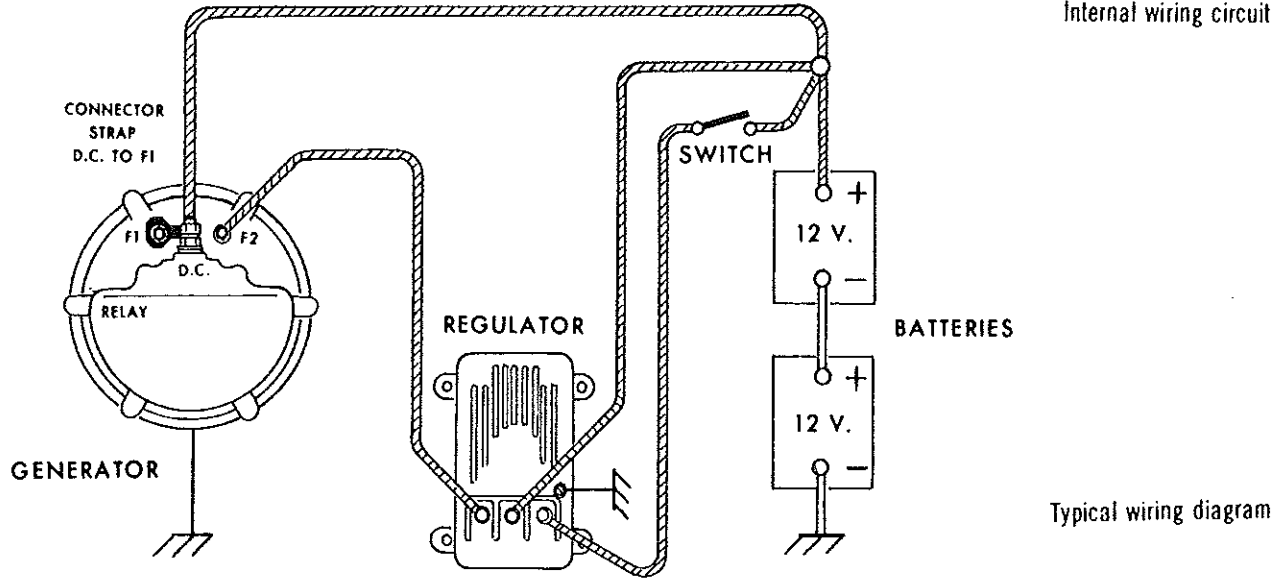 Internal wiring circuit
CONNECTOR
STRAP
D.C. TO F1
SWITCH
+
12 V.
−
F1
F2
D.C.
RELAY
REGULATOR
BATTERIES
+
12 V.
−
GENERATOR
Typical wiring diagram